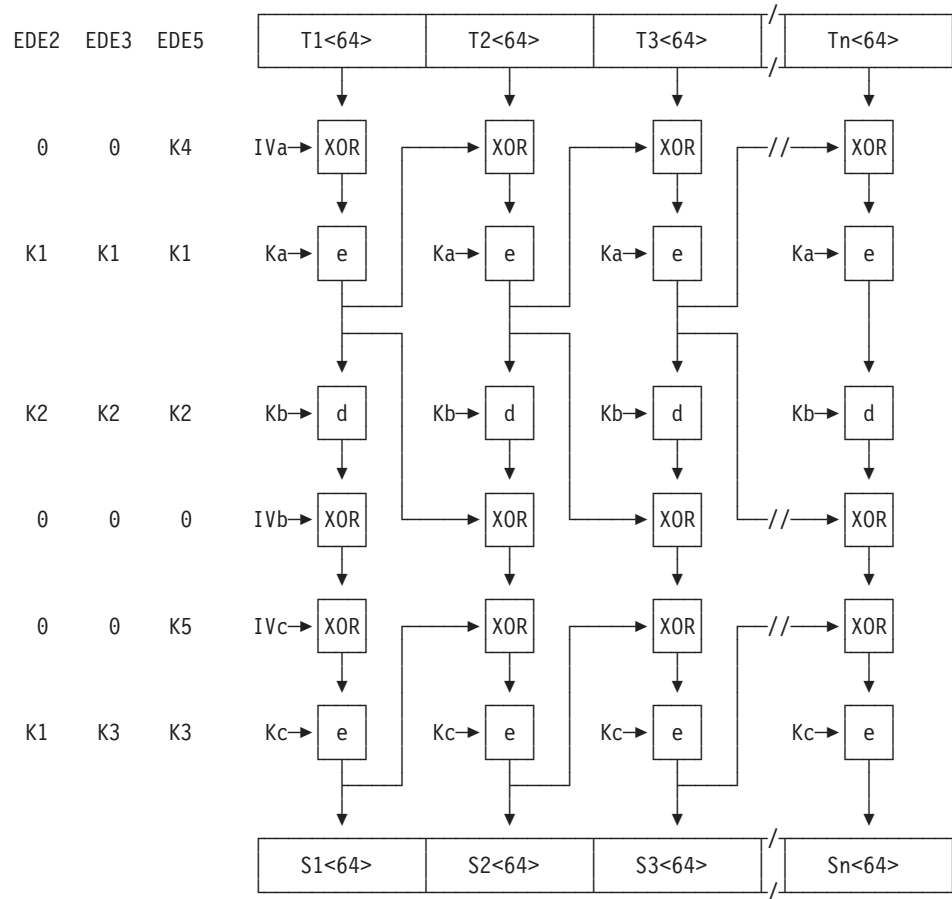 EDE2 EDE3 EDE5 T1<64> T2<64> T3<64> / Tn<64>
/
0 0 K4 IVa XOR XOR XOR // XOR
K1 K1 K1 Ka e Ka e Ka e Ka e
K2 K2 K2 Kb d Kb d Kb d Kb d
0 0 0 IVb XOR XOR XOR // XOR
0 0 K5 IVc XOR XOR XOR // XOR
K1 K3 K3 Kc e Kc e Kc e Kc e
/
S1<64> S2<64> S3<64> Sn<64>
/